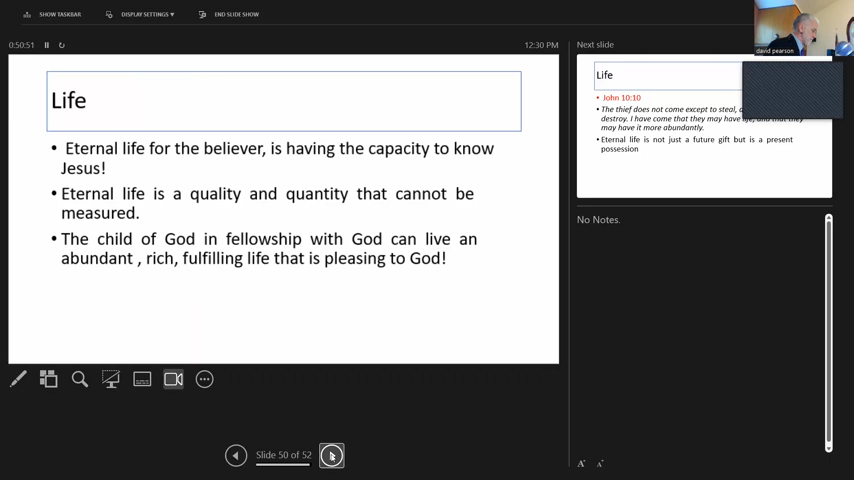 SHOW TASKBAR DISPLAY SETTINGS ▼ END SLIDE SHOW
0:50:51 12:30 PM
Life
• Eternal life for the believer, is having the capacity to know
Jesus!
• Eternal life is a quality and quantity that cannot be
measured.
• The child of God in fellowship with God can live an
abundant , rich, fulfilling life that is pleasing to God!
Slide 50 of 52
Next slide
Life
• John 10:10
• The thief does not come except to steal,
destroy. I have come that they may have life, that they
may have it more abundantly.
• Eternal life is not just a future gift but is a present
possession
No Notes.
A A
david pearson